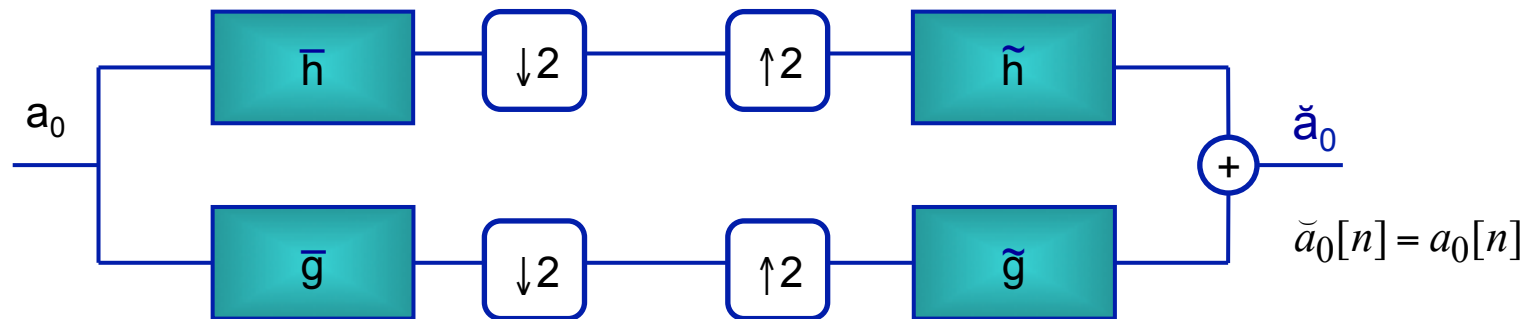 h̅ ↓2 ↑2 h̃
a₀ ă₀
+
g̅ ↓2 ↑2 g̃
ă₀[n] = a₀[n]